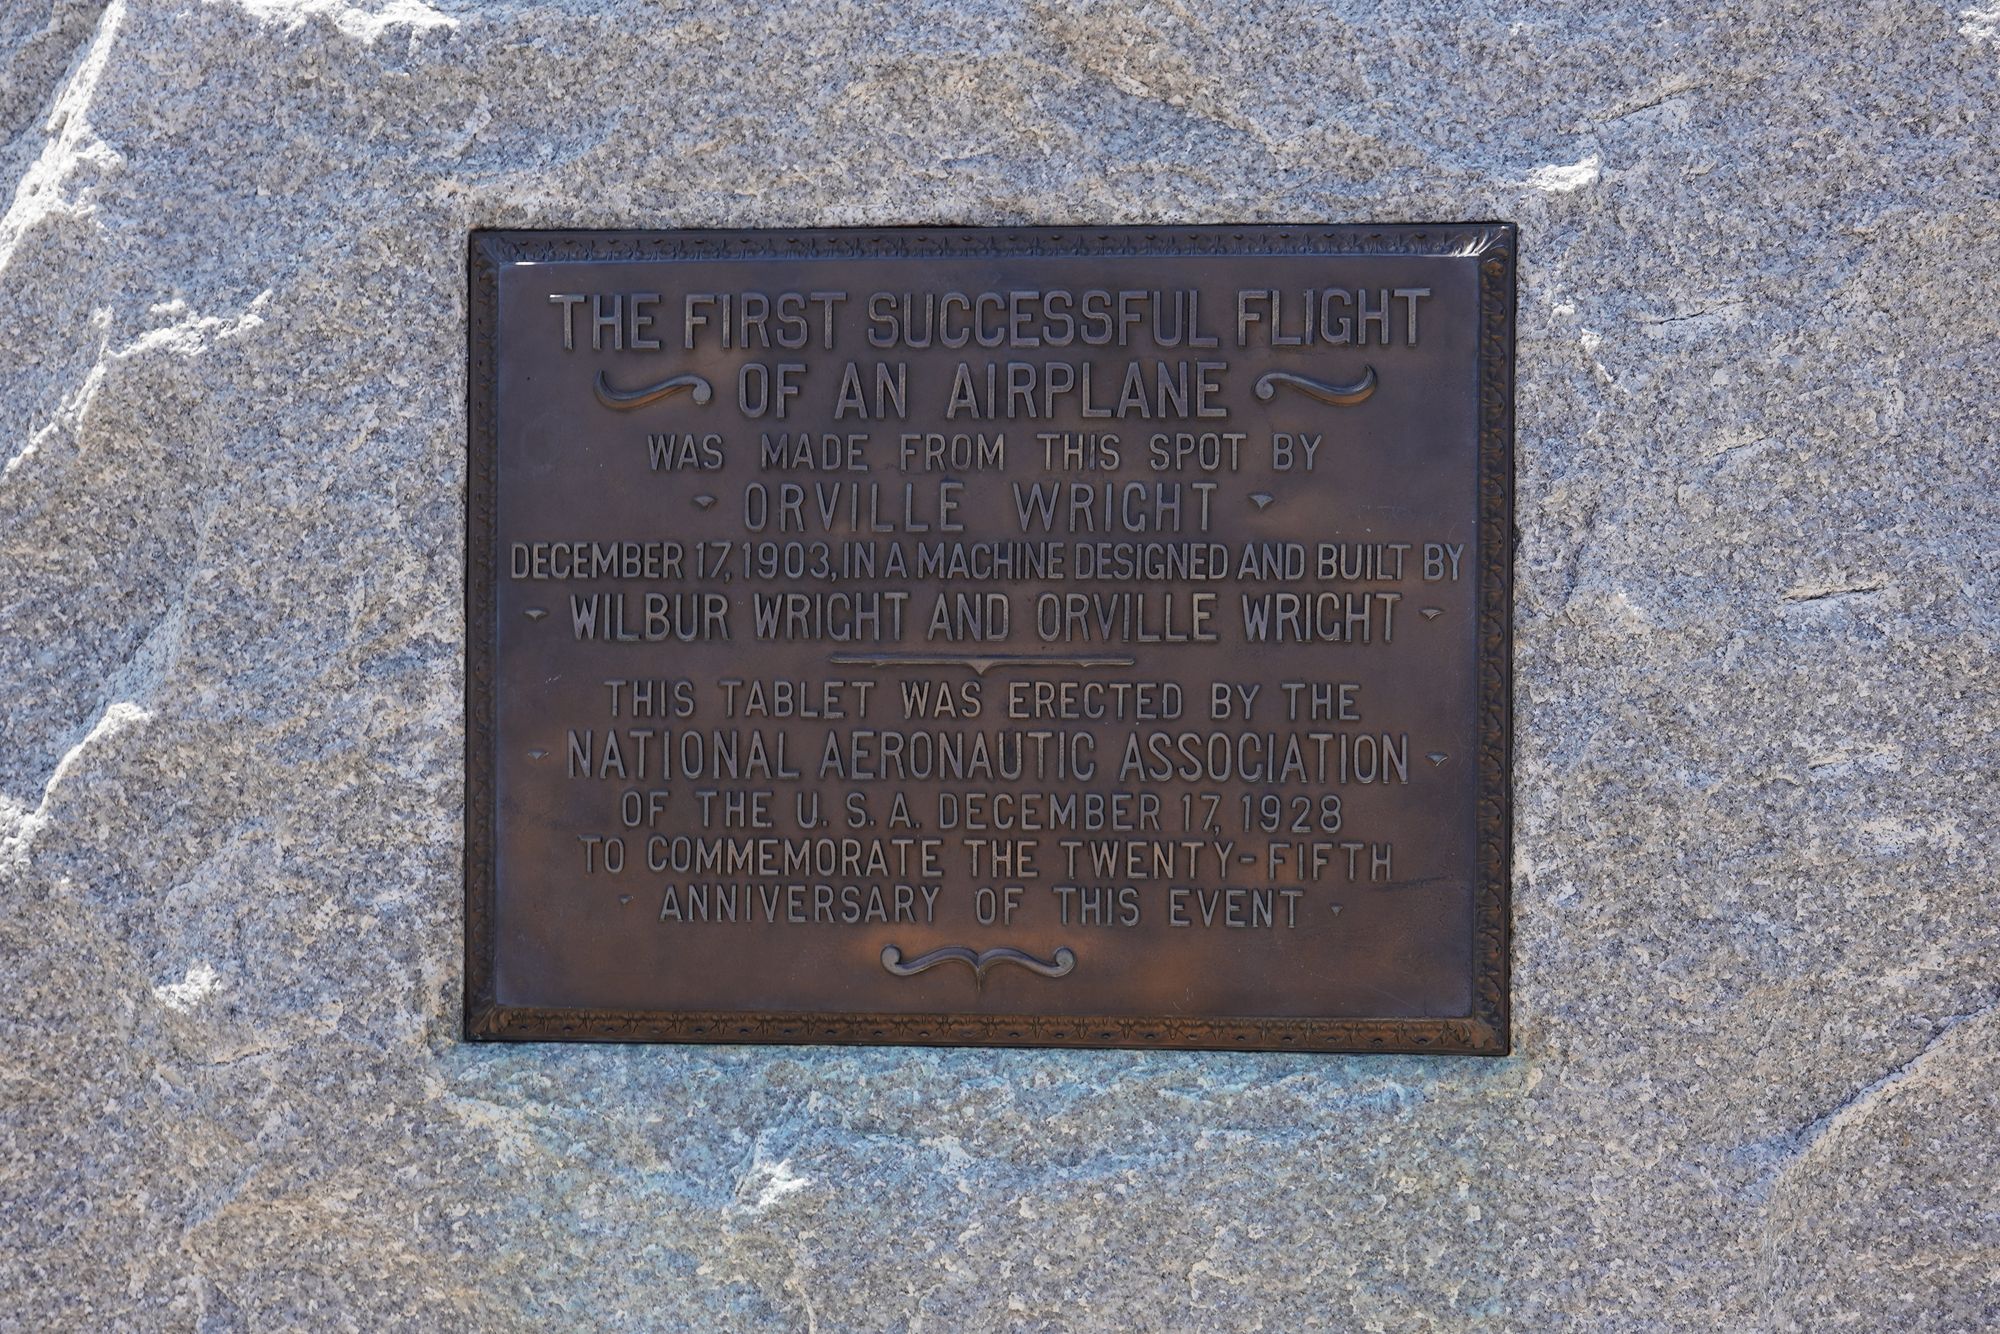 THE FIRST SUCCESSFUL FLIGHT
OF AN AIRPLANE
WAS MADE FROM THIS SPOT BY
ORVILLE WRIGHT
DECEMBER 17, 1903, IN A MACHINE DESIGNED AND BUILT BY
WILBUR WRIGHT AND ORVILLE WRIGHT
THIS TABLET WAS ERECTED BY THE
NATIONAL AERONAUTIC ASSOCIATION
OF THE U. S. A. DECEMBER 17, 1928
TO COMMEMORATE THE TWENTY-FIFTH
ANNIVERSARY OF THIS EVENT